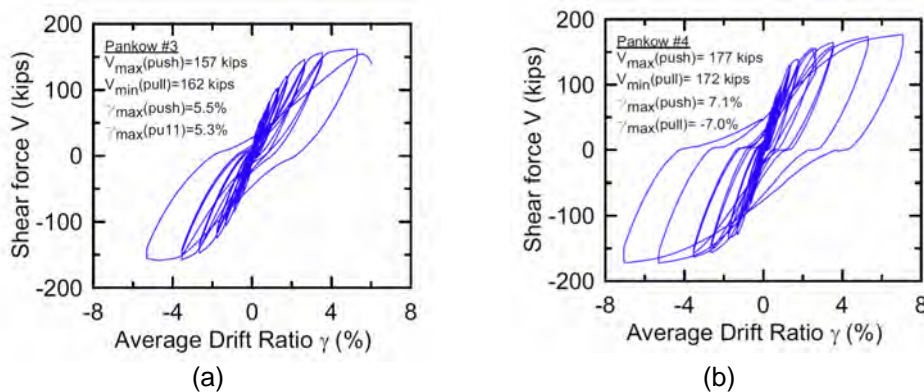 200
100
0
-100
-200
Shear force V (kips)
Pankow #3
Vmax(push)=157 kips
Vmin(pull)=162 kips
γmax(push)=5.5%
γmax(pu11)=5.3%
-8 -4 0 4 8
Average Drift Ratio γ (%)
(a)
200
100
0
-100
-200
Shear force V (kips)
Pankow #4
Vmax(push)=177 kips
Vmin(pull)=172 kips
γmax(push)= 7.1%
γmax(pull)= -7.0%
-8 -4 0 4 8
Average Drift Ratio γ (%)
(b)